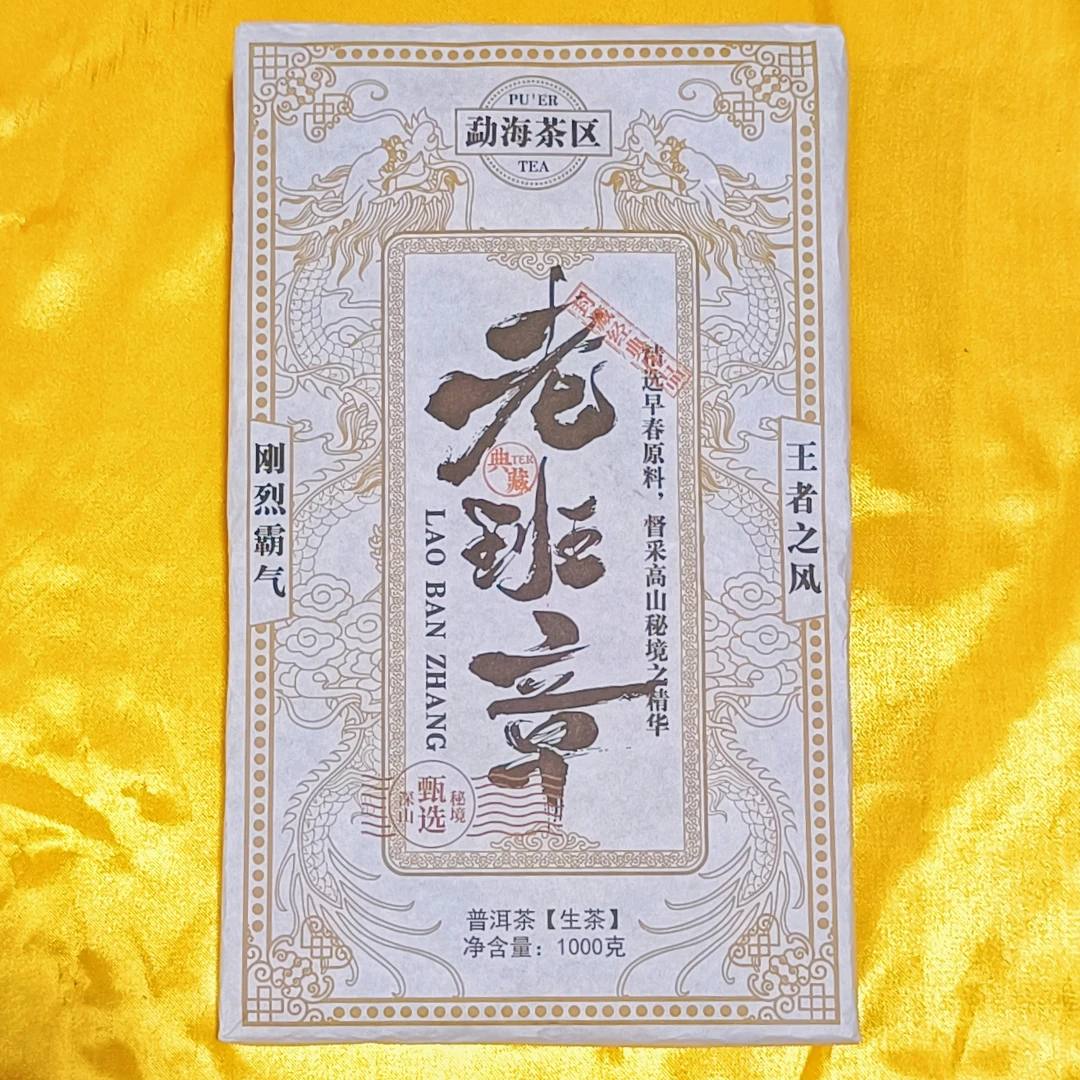 PU'ER
勐海茶区
TEA
老班章
LAO BAN ZHANG
典藏
TER
精选早春原料，督采高山秘境之精华
刚烈霸气
王者之风
深山
甄选
秘境
普洱茶【生茶】
净含量：1000克